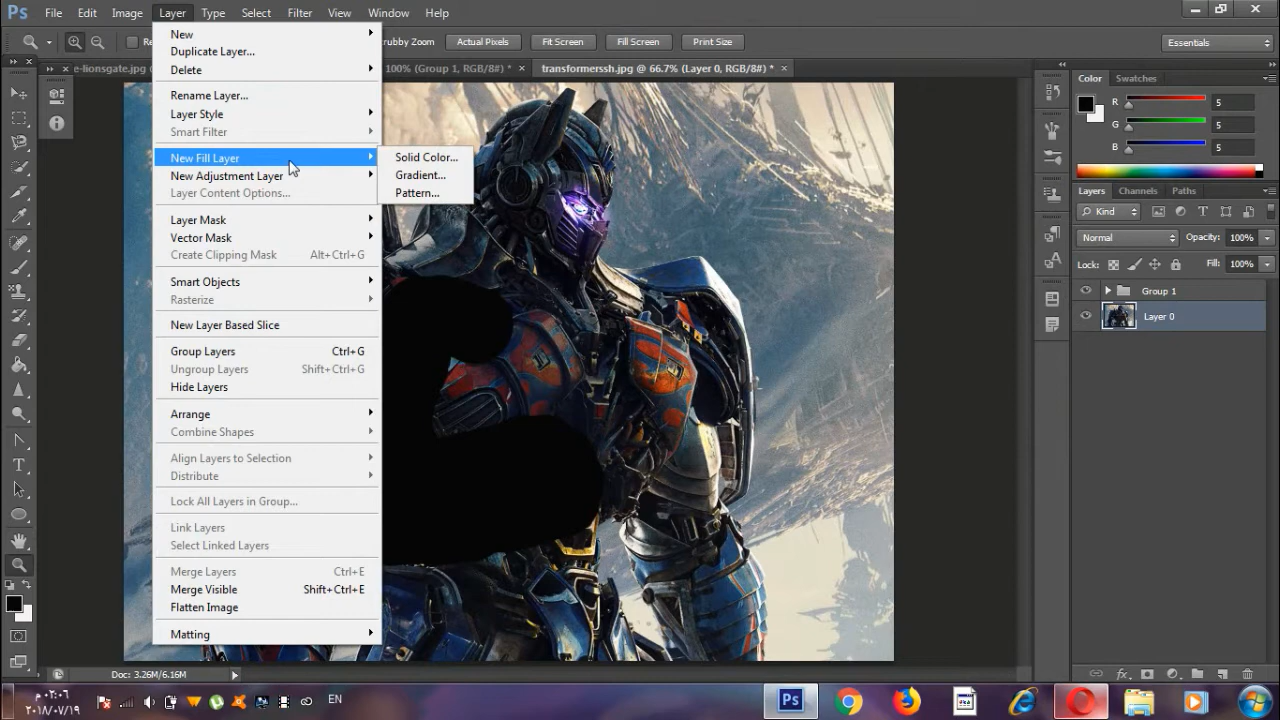 Ps File Edit Image Layer Type Select Filter View Window Help
Re
rubby Zoom Actual Pixels Fit Screen Fill Screen Print Size Essentials
e-lionsgate.jpg 100% (Group 1, RGB/8#) * × transformerssh.jpg @ 66.7% (Layer 0, RGB/8#) * ×
New
Duplicate Layer...
Delete
Rename Layer...
Layer Style
Smart Filter
New Fill Layer
New Adjustment Layer
Layer Content Options...
Layer Mask
Vector Mask
Create Clipping Mask Alt+Ctrl+G
Smart Objects
Rasterize
New Layer Based Slice
Group Layers Ctrl+G
Ungroup Layers Shift+Ctrl+G
Hide Layers
Arrange
Combine Shapes
Align Layers to Selection
Distribute
Lock All Layers in Group...
Link Layers
Select Linked Layers
Merge Layers Ctrl+E
Merge Visible Shift+Ctrl+E
Flatten Image
Matting
Solid Color...
Gradient...
Pattern...
Color Swatches
R 5
G 5
B 5
Layers Channels Paths
Kind
Normal Opacity: 100%
Lock: Fill: 100%
Group 1
Layer 0
Doc: 3.26M/6.16M
٠٢:٠٦ م
٢٠١٨/٠٧/١٩
EN
Ps